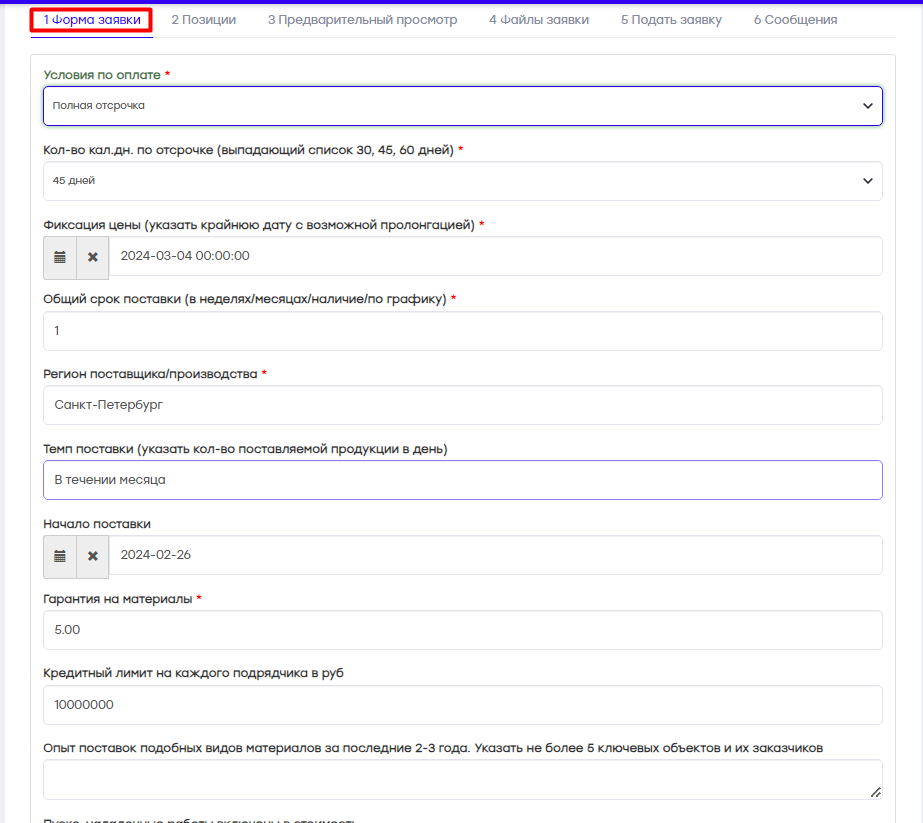 1 Форма заявки 2 Позиции 3 Предварительный просмотр 4 Файлы заявки 5 Подать заявку 6 Сообщения
Условия по оплате *
Полная отсрочка
Кол-во кал.дн. по отсрочке (выпадающий список 30, 45, 60 дней) *
45 дней
Фиксация цены (указать крайнюю дату с возможной пролонгацией) *
2024-03-04 00:00:00
Общий срок поставки (в неделях/месяцах/наличие/по графику) *
1
Регион поставщика/производства *
Санкт-Петербург
Темп поставки (указать кол-во поставляемой продукции в день)
В течении месяца
Начало поставки
2024-02-26
Гарантия на материалы *
5.00
Кредитный лимит на каждого подрядчика в руб
10000000
Опыт поставок подобных видов материалов за последние 2-3 года. Указать не более 5 ключевых объектов и их заказчиков